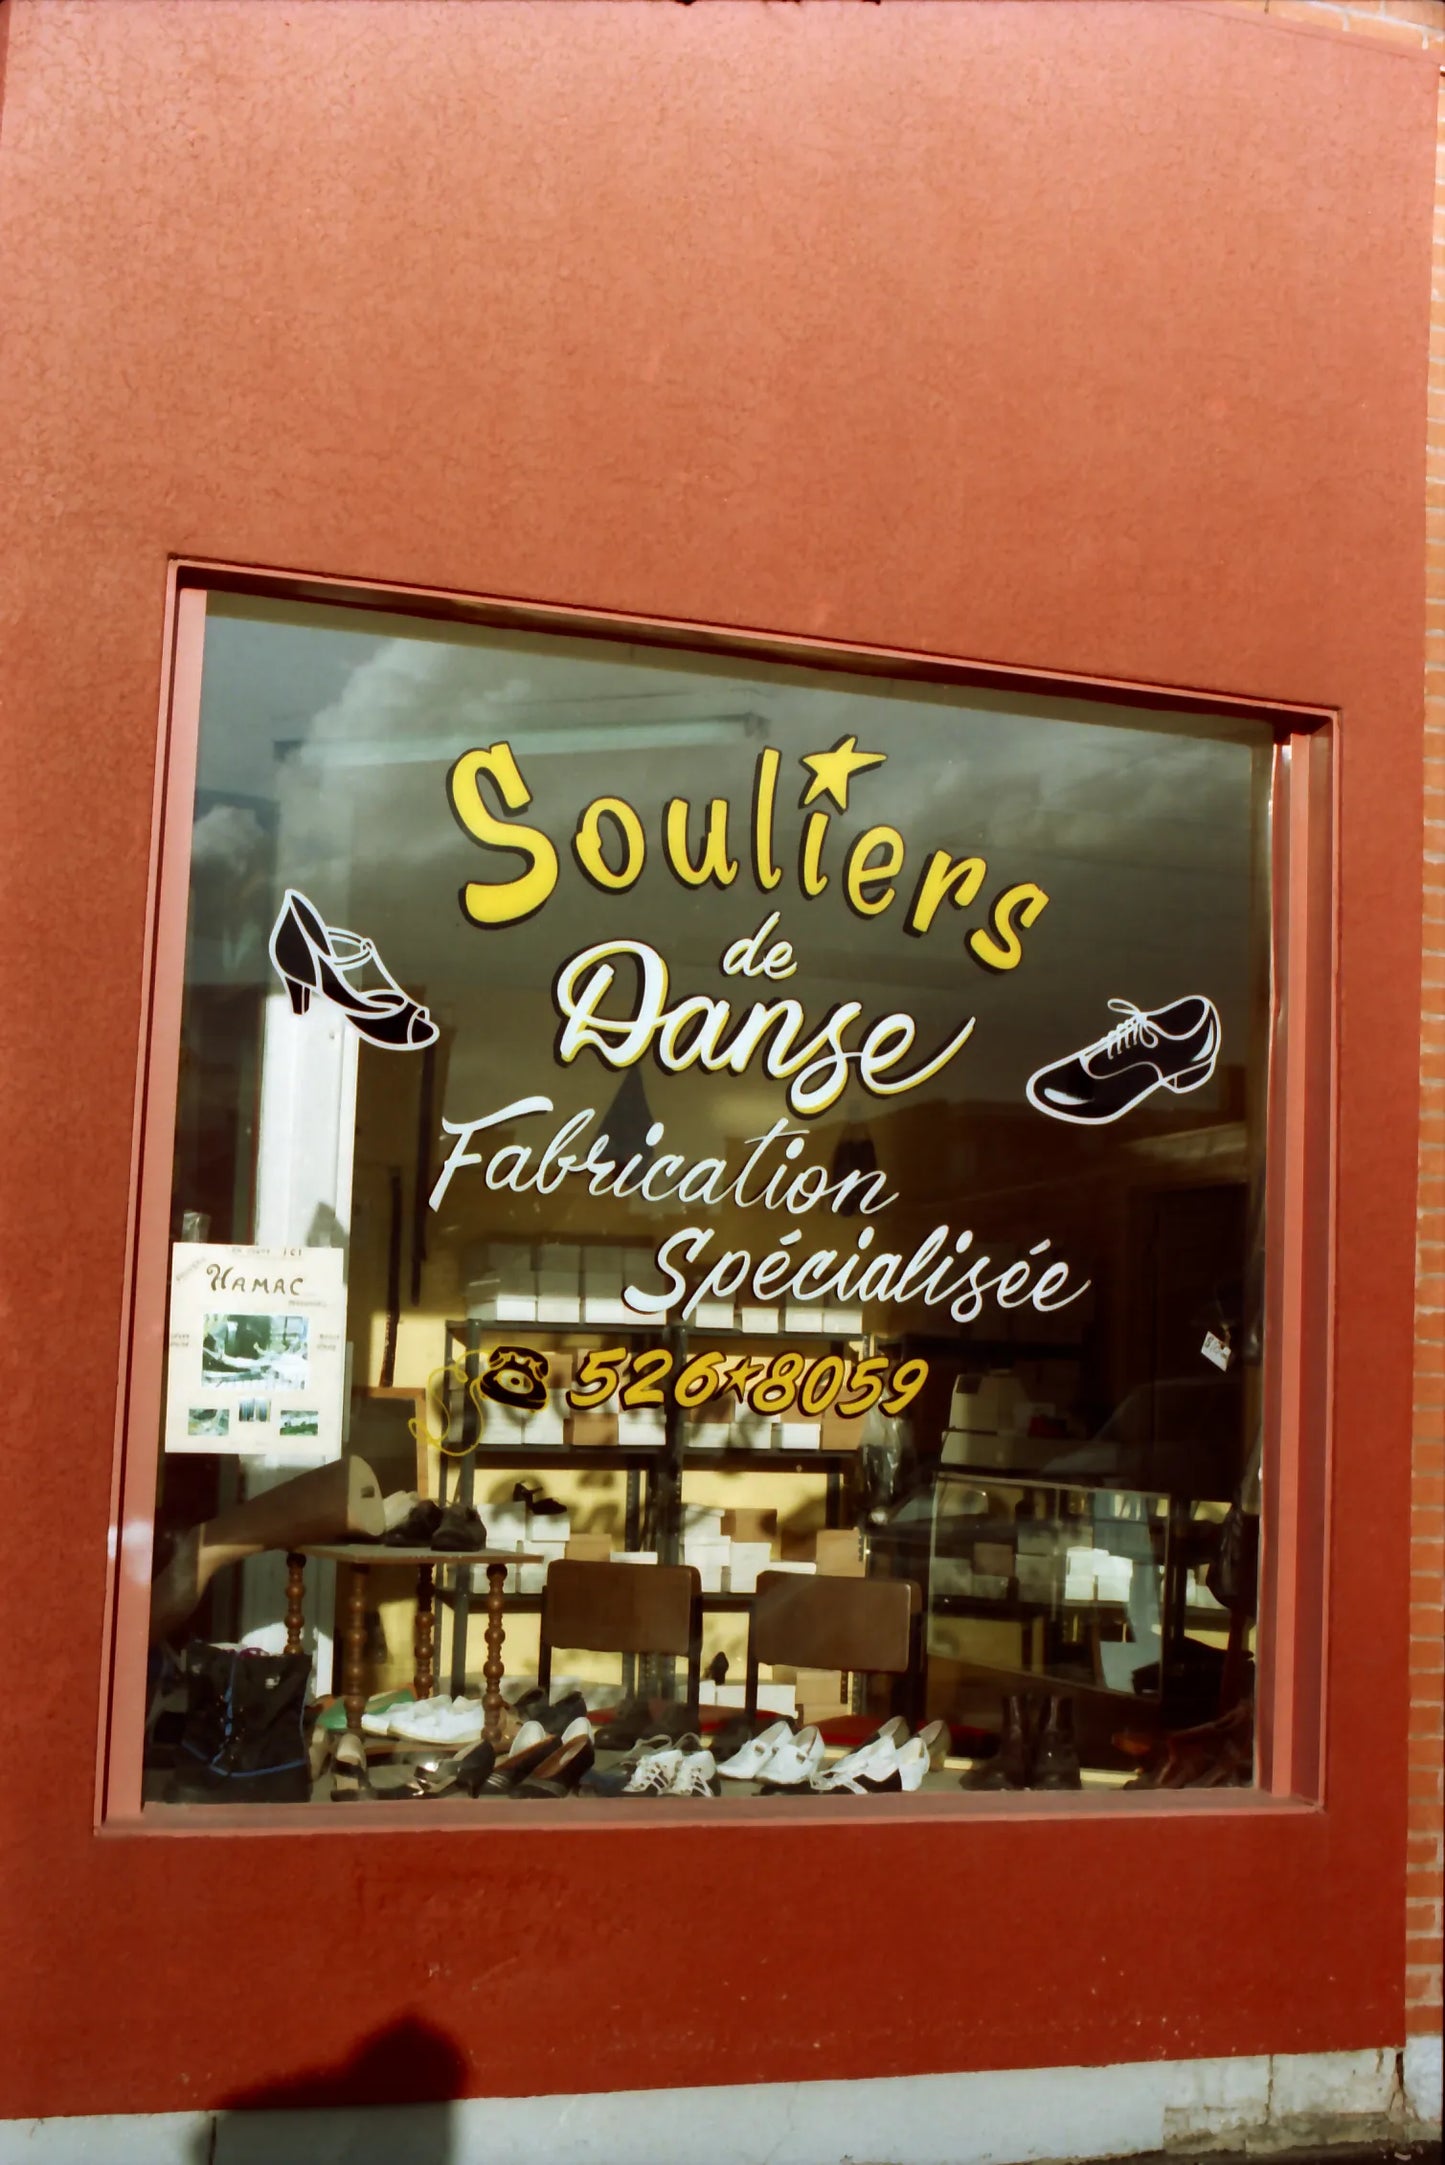 Souliers
de
Danse
Fabrication
Spécialisée
526★8059
HAMAC